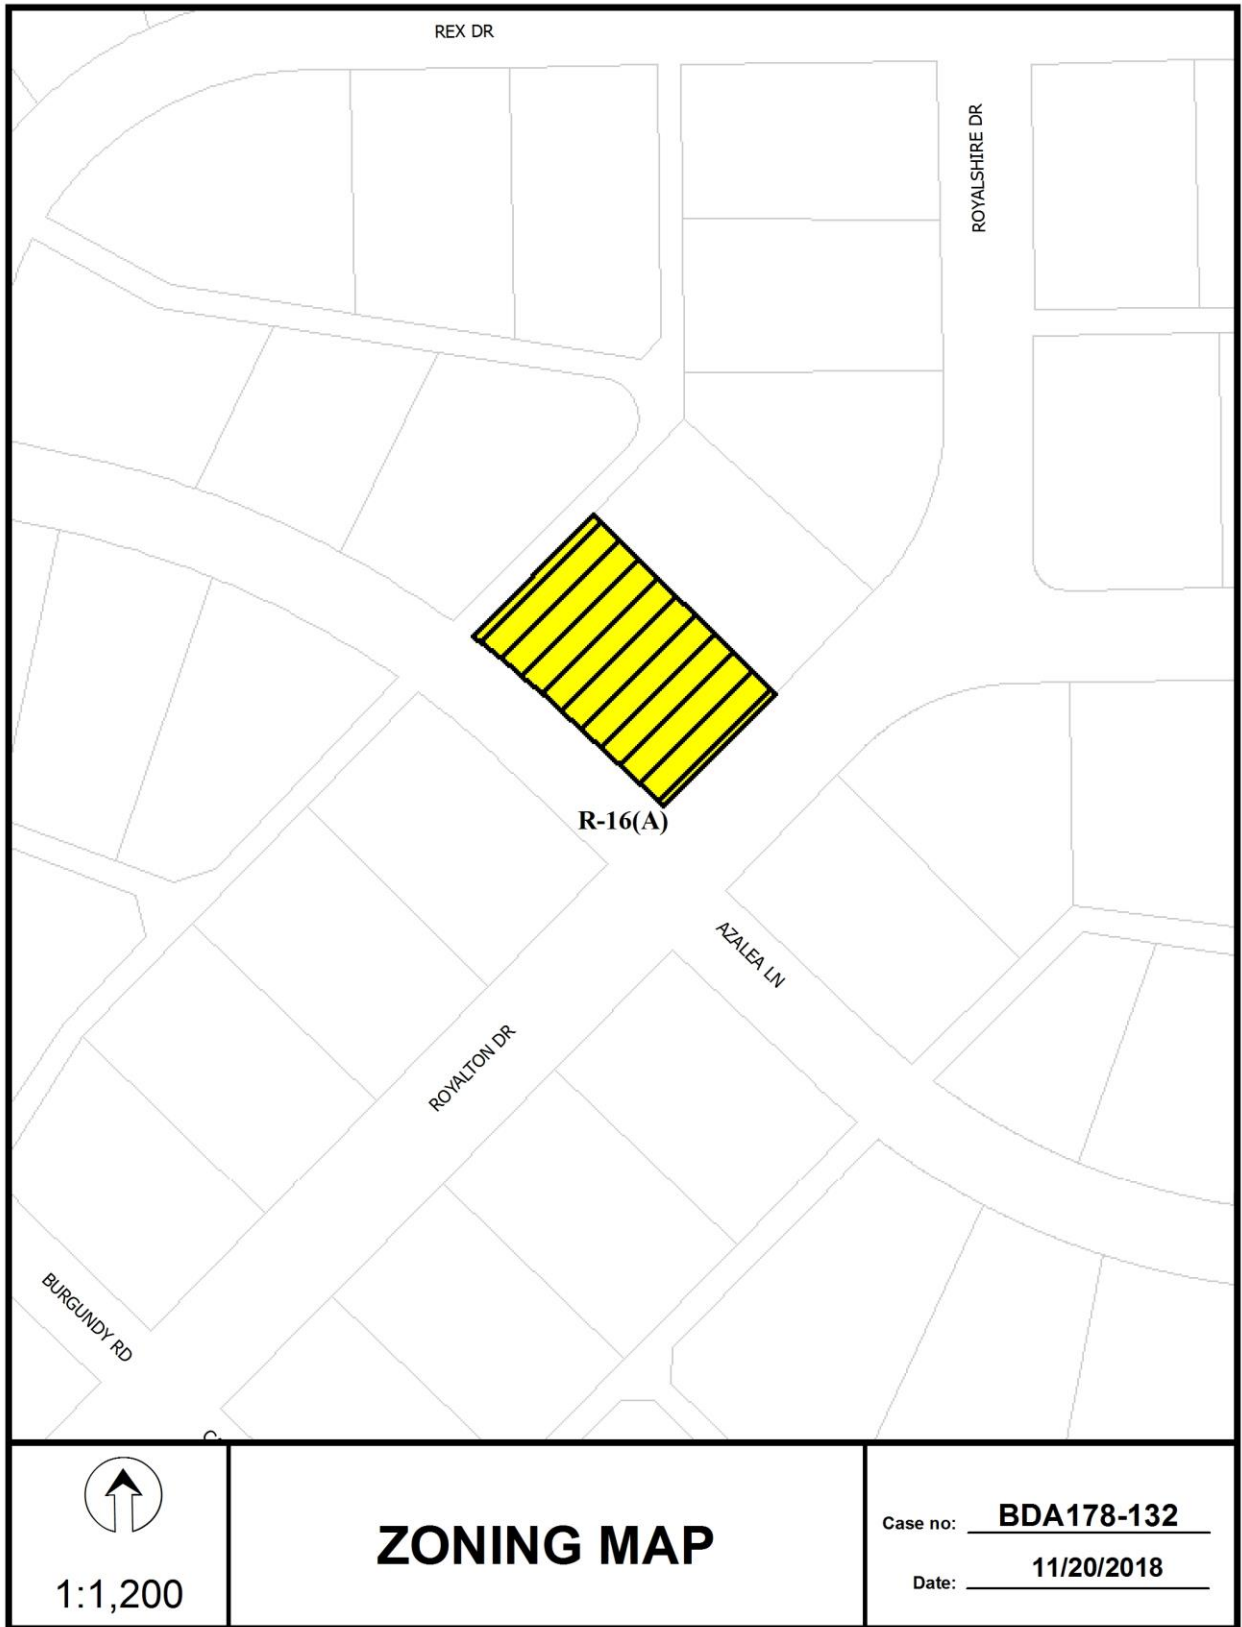 REX DR
ROYALSHIRE DR
R-16(A)
AZALEA LN
ROYALTON DR
BURGUNDY RD
1:1,200
ZONING MAP
Case no: BDA178-132
Date: 11/20/2018